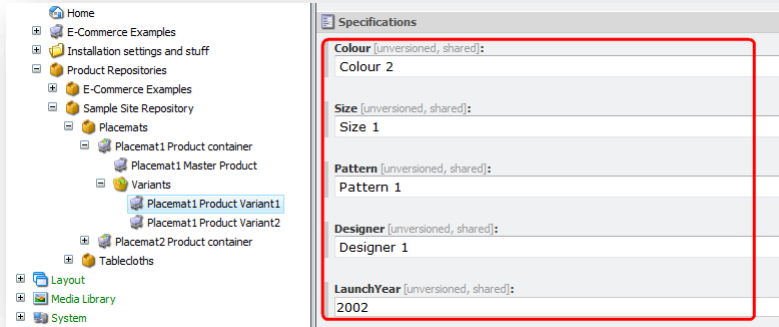 Home
E-Commerce Examples
Installation settings and stuff
Product Repositories
E-Commerce Examples
Sample Site Repository
Placemats
Placemat1 Product container
Placemat1 Master Product
Variants
Placemat1 Product Variant1
Placemat1 Product Variant2
Placemat2 Product container
Tablecloths
Layout
Media Library
System
Specifications
Colour [unversioned, shared]:
Colour 2
Size [unversioned, shared]:
Size 1
Pattern [unversioned, shared]:
Pattern 1
Designer [unversioned, shared]:
Designer 1
LaunchYear [unversioned, shared]:
2002